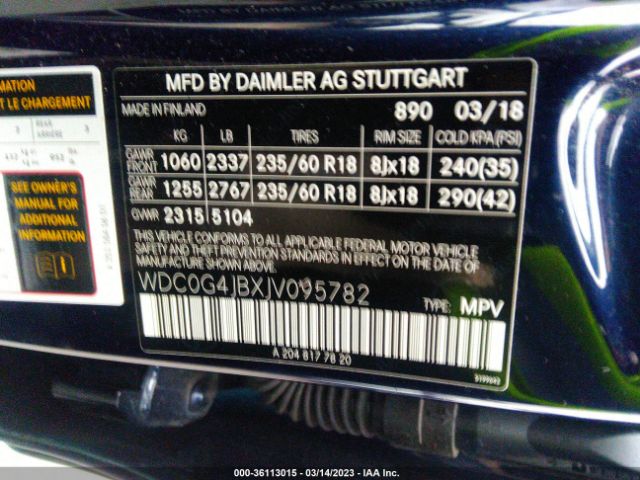 MATION
T LE CHARGEMENT
3 REAR ARRIÈRE 3
SEE OWNER'S
MANUAL FOR
ADDITIONAL
INFORMATION
MFD BY DAIMLER AG STUTTGART
MADE IN FINLAND 890 03/18
KG LB TIRES RIM SIZE COLD KPA(PSI)
GAWR FRONT 1060 2337 235/60 R18 8Jx18 240(35)
GAWR REAR 1255 2767 235/60 R18 8Jx18 290(42)
GVWR 2315 5104
THIS VEHICLE CONFORMS TO ALL APPLICABLE FEDERAL MOTOR VEHICLE
SAFETY AND THEFT PREVENTION STANDARDS IN EFFECT ON THE DATE OF
MANUFACTURE SHOWN ABOVE.
WDC0G4JBXJV095782 TYPE: MPV
A 204 817 78 20
000-36113015 - 03/14/2023 - IAA Inc.